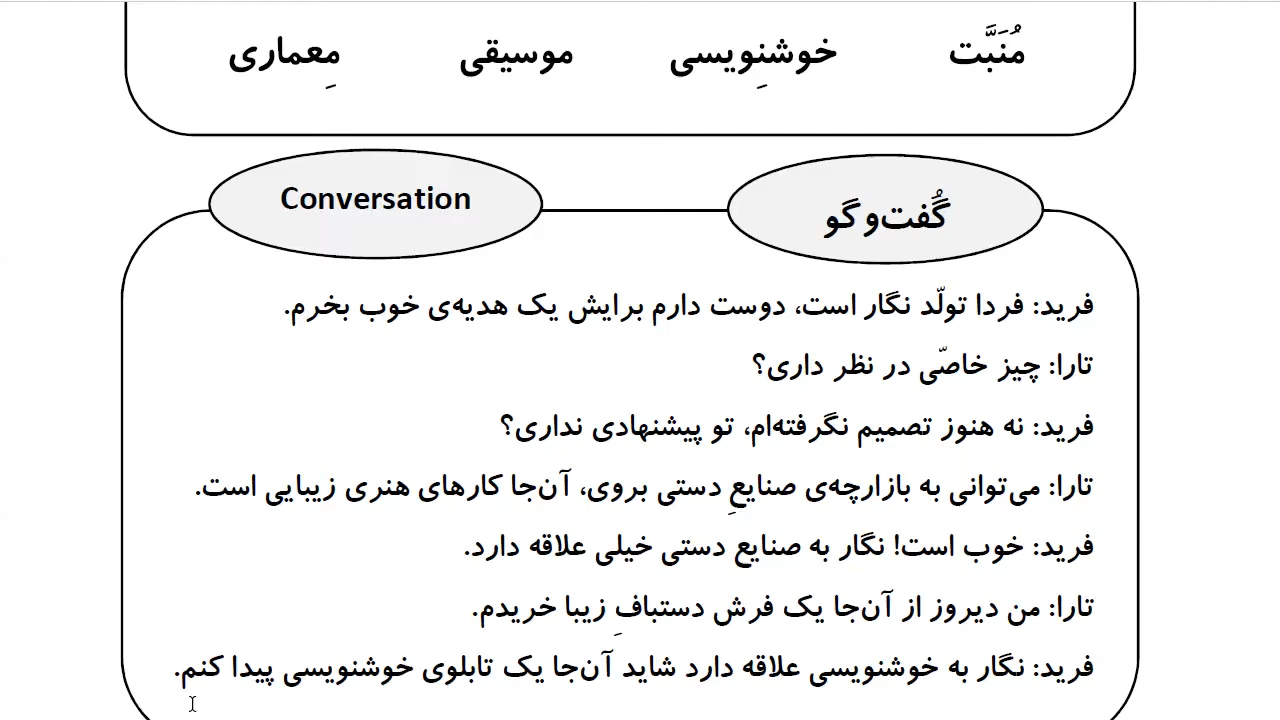 مُنَبَّت خوشنِویسی موسیقی مِعماری
Conversation
گُفت‌و‌گو
فرید: فردا تولّد نگار است، دوست دارم برایش یک هدیه‌ی خوب بخرم.
تارا: چیز خاصّی در نظر داری؟
فرید: نه هنوز تصمیم نگرفته‌ام، تو پیشنهادی نداری؟
تارا: می‌توانی به بازارچه‌ی صنایعِ دستی بروی، آن‌جا کارهای هنری زیبایی است.
فرید: خوب است! نگار به صنایع دستی خیلی علاقه دارد.
تارا: من دیروز از آن‌جا یک فرش دستبافِ زیبا خریدم.
فرید: نگار به خوشنویسی علاقه دارد شاید آن‌جا یک تابلوی خوشنویسی پیدا کنم.